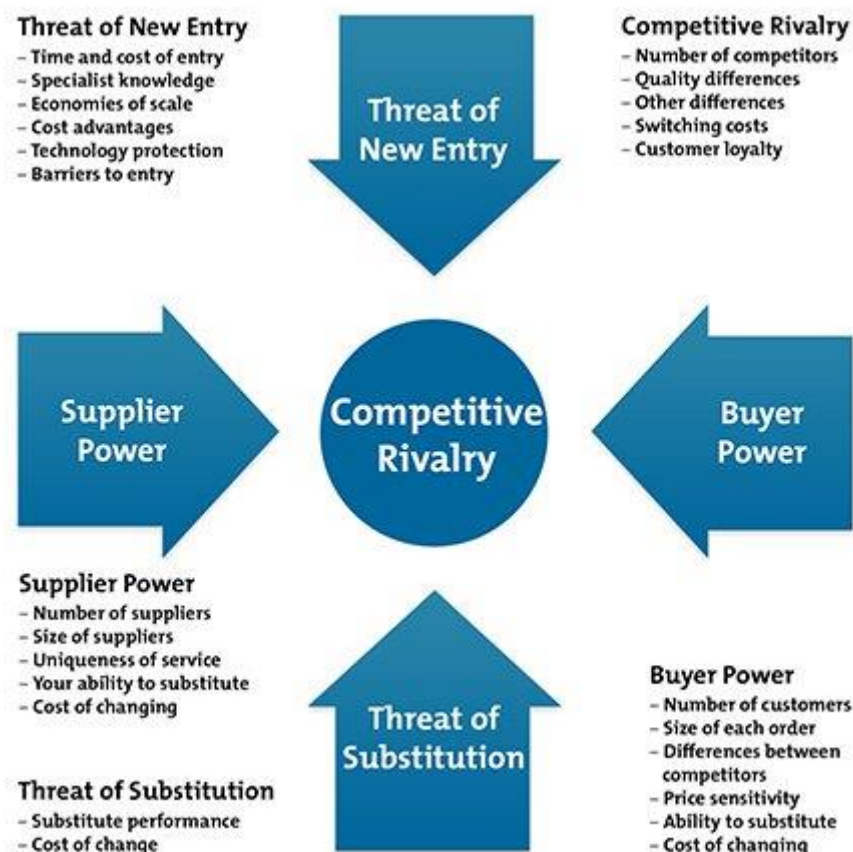 Threat of New Entry
– Time and cost of entry
– Specialist knowledge
– Economies of scale
– Cost advantages
– Technology protection
– Barriers to entry
Threat of
New Entry
Competitive Rivalry
– Number of competitors
– Quality differences
– Other differences
– Switching costs
– Customer loyalty
Supplier
Power
Competitive
Rivalry
Buyer
Power
Supplier Power
– Number of suppliers
– Size of suppliers
– Uniqueness of service
– Your ability to substitute
– Cost of changing
Threat of
Substitution
Buyer Power
– Number of customers
– Size of each order
– Differences between
competitors
– Price sensitivity
– Ability to substitute
– Cost of changing
Threat of Substitution
– Substitute performance
– Cost of change